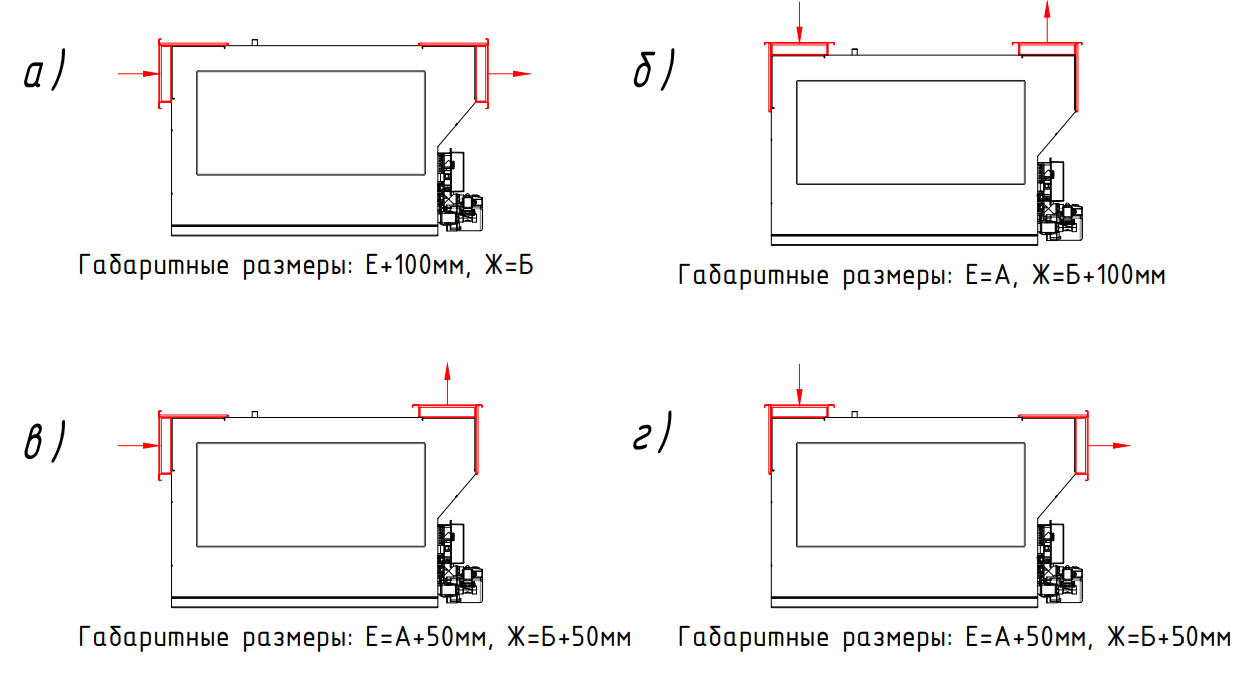 а)
б)
Габаритные размеры: Е+100мм, Ж=Б
Габаритные размеры: Е=А, Ж=Б+100мм
в)
г)
Габаритные размеры: Е=А+50мм, Ж=Б+50мм
Габаритные размеры: Е=А+50мм, Ж=Б+50мм